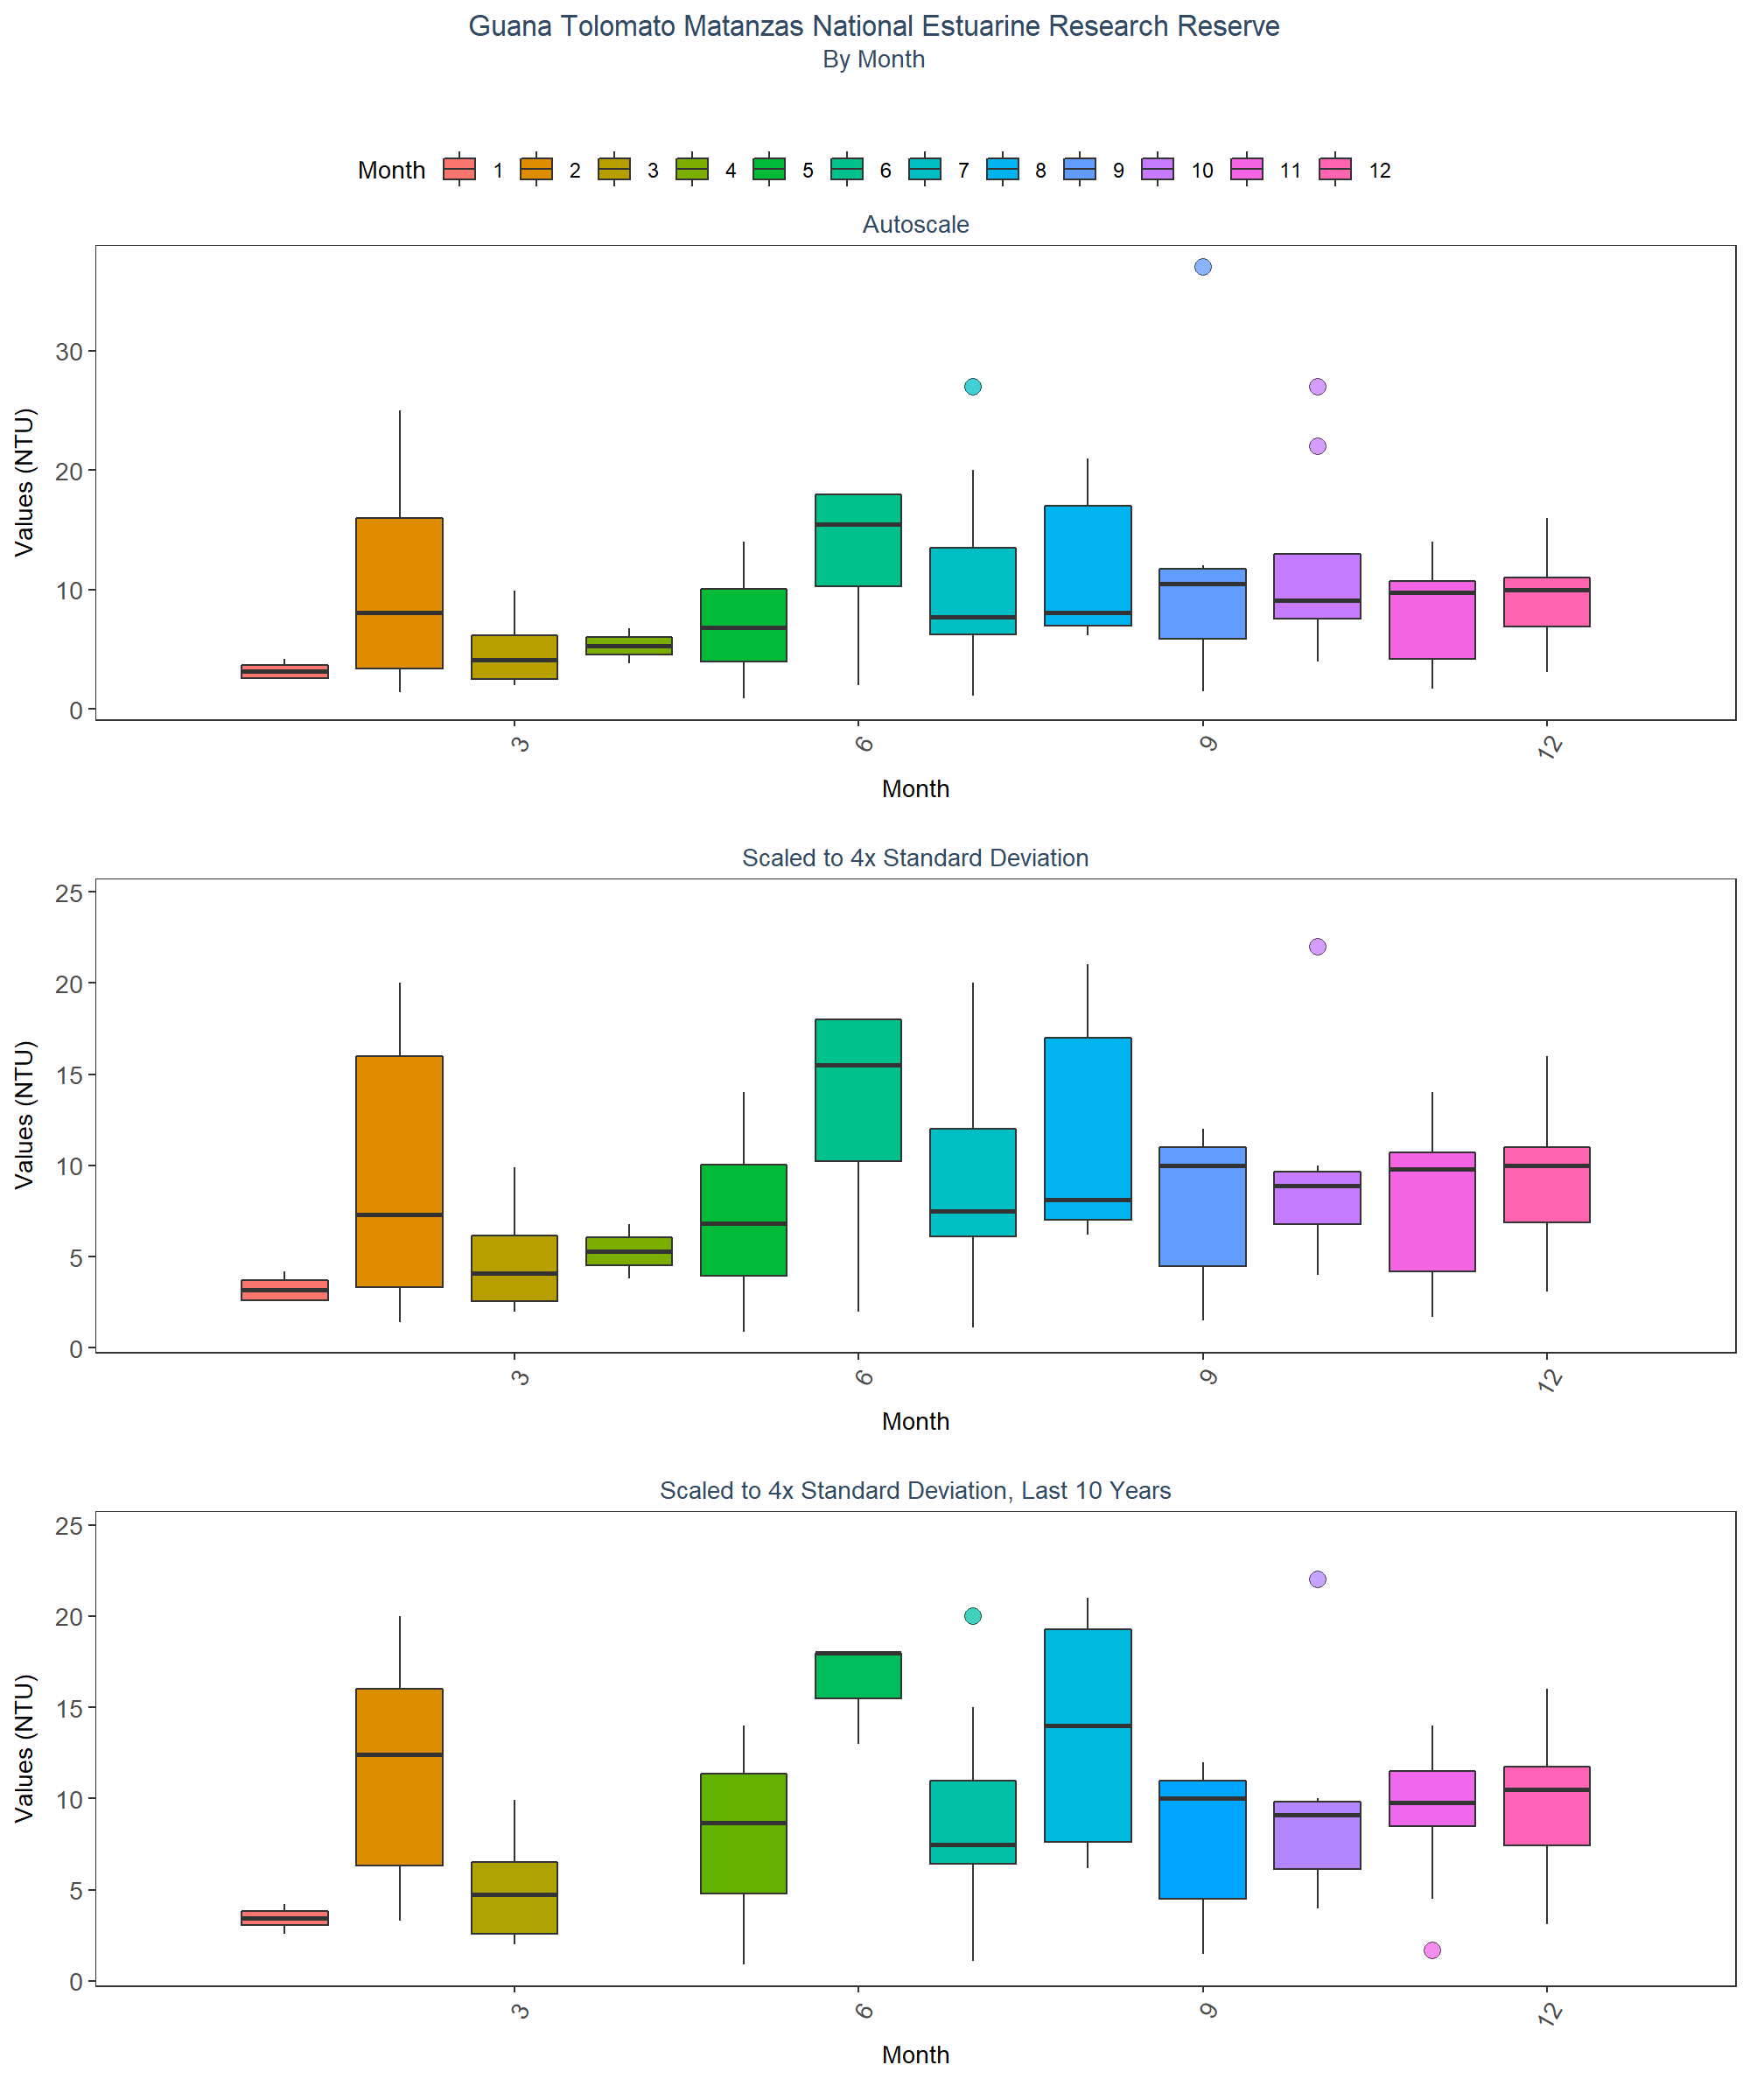 Guana Tolomato Matanzas National Estuarine Research Reserve
By Month
Month 1 2 3 4 5 6 7 8 9 10 11 12
Autoscale
Values (NTU)
30
20
10
0
3 6 9 12
Month
Scaled to 4x Standard Deviation
Values (NTU)
25
20
15
10
5
0
3 6 9 12
Month
Scaled to 4x Standard Deviation, Last 10 Years
Values (NTU)
25
20
15
10
5
0
3 6 9 12
Month